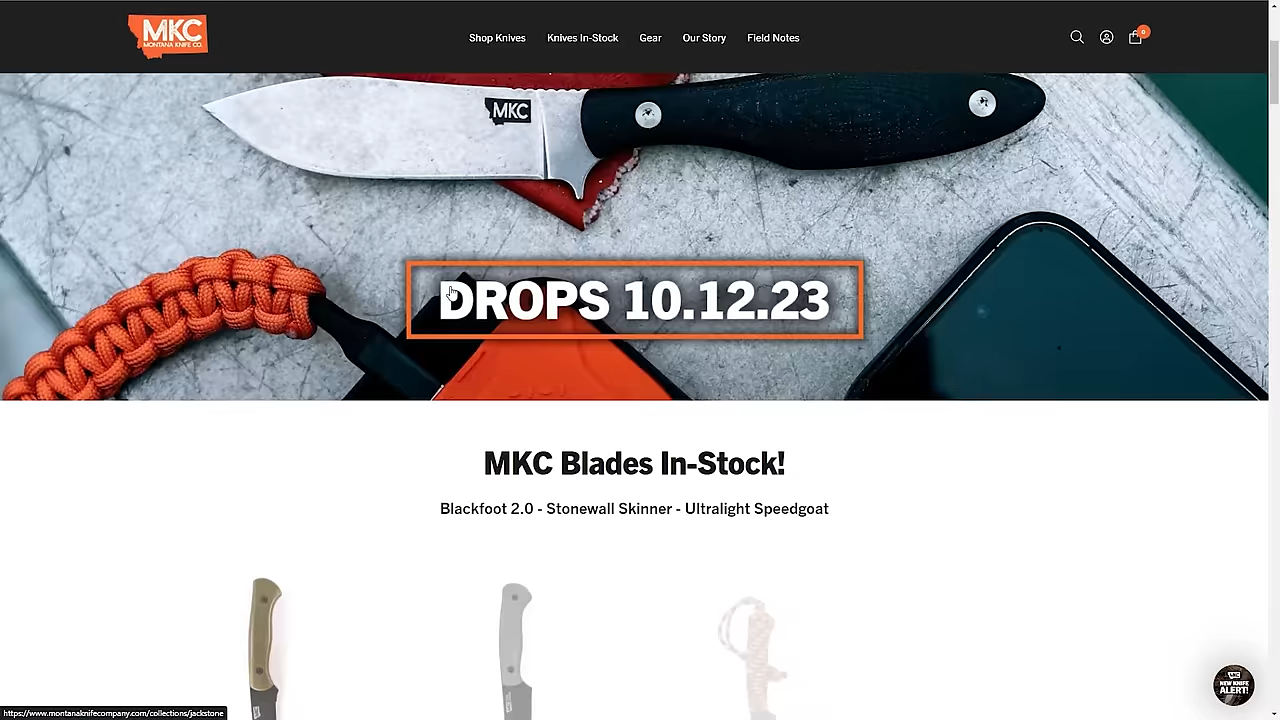 MKC
MONTANA KNIFE CO.
Shop Knives
Knives In-Stock
Gear
Our Story
Field Notes
0
MKC
DROPS 10.12.23
MKC Blades In-Stock!
Blackfoot 2.0 - Stonewall Skinner - Ultralight Speedgoat
MKC
NEW KNIFE
ALERT!
https://www.montanaknifecompany.com/collections/jackstone